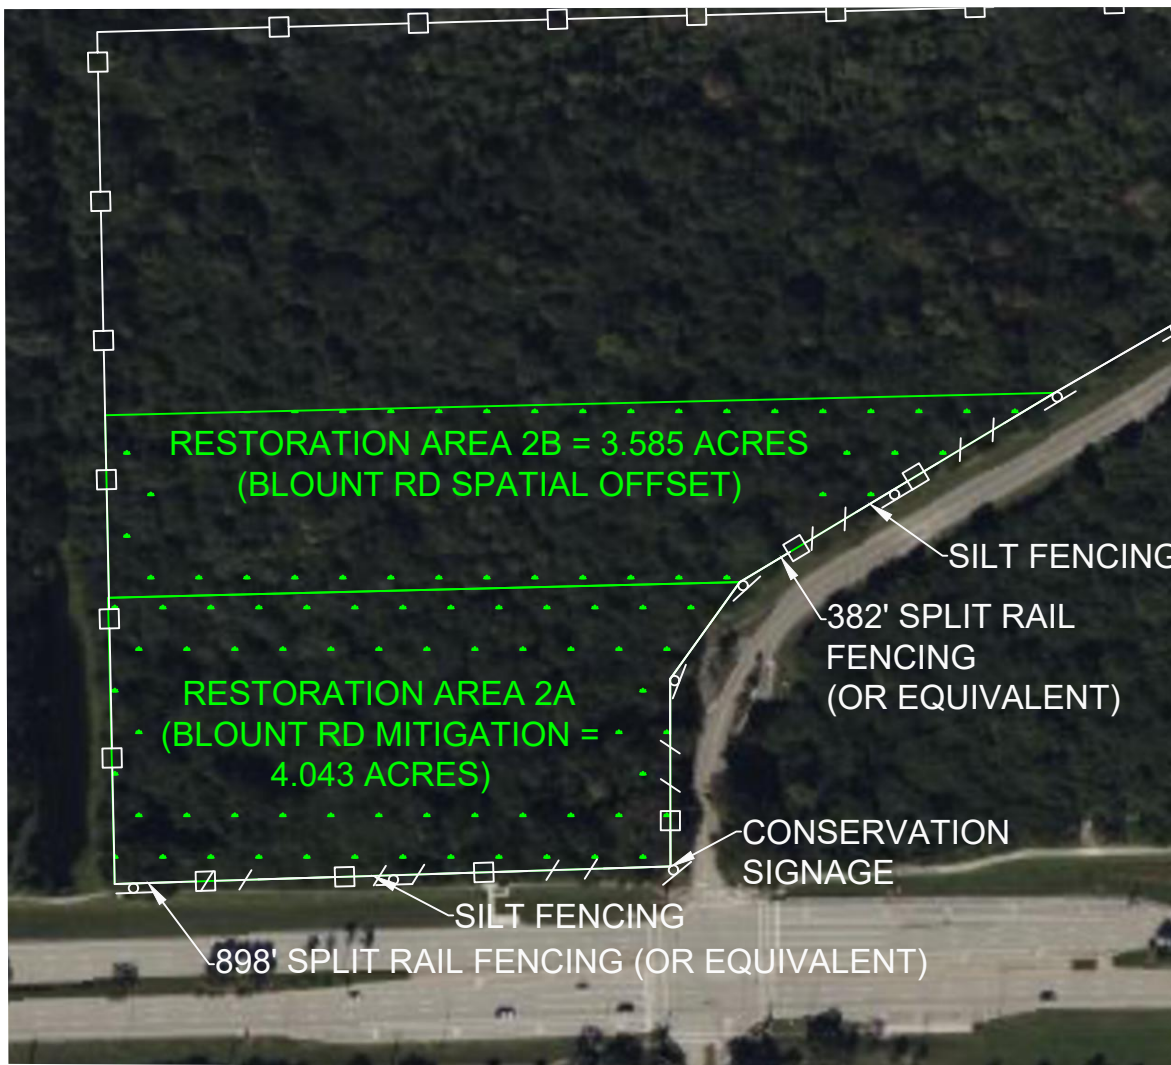 RESTORATION AREA 2B = 3.585 ACRES
(BLOUNT RD SPATIAL OFFSET)
SILT FENCING
382' SPLIT RAIL
FENCING
(OR EQUIVALENT)
RESTORATION AREA 2A
(BLOUNT RD MITIGATION =
4.043 ACRES)
CONSERVATION
SIGNAGE
SILT FENCING
898' SPLIT RAIL FENCING (OR EQUIVALENT)